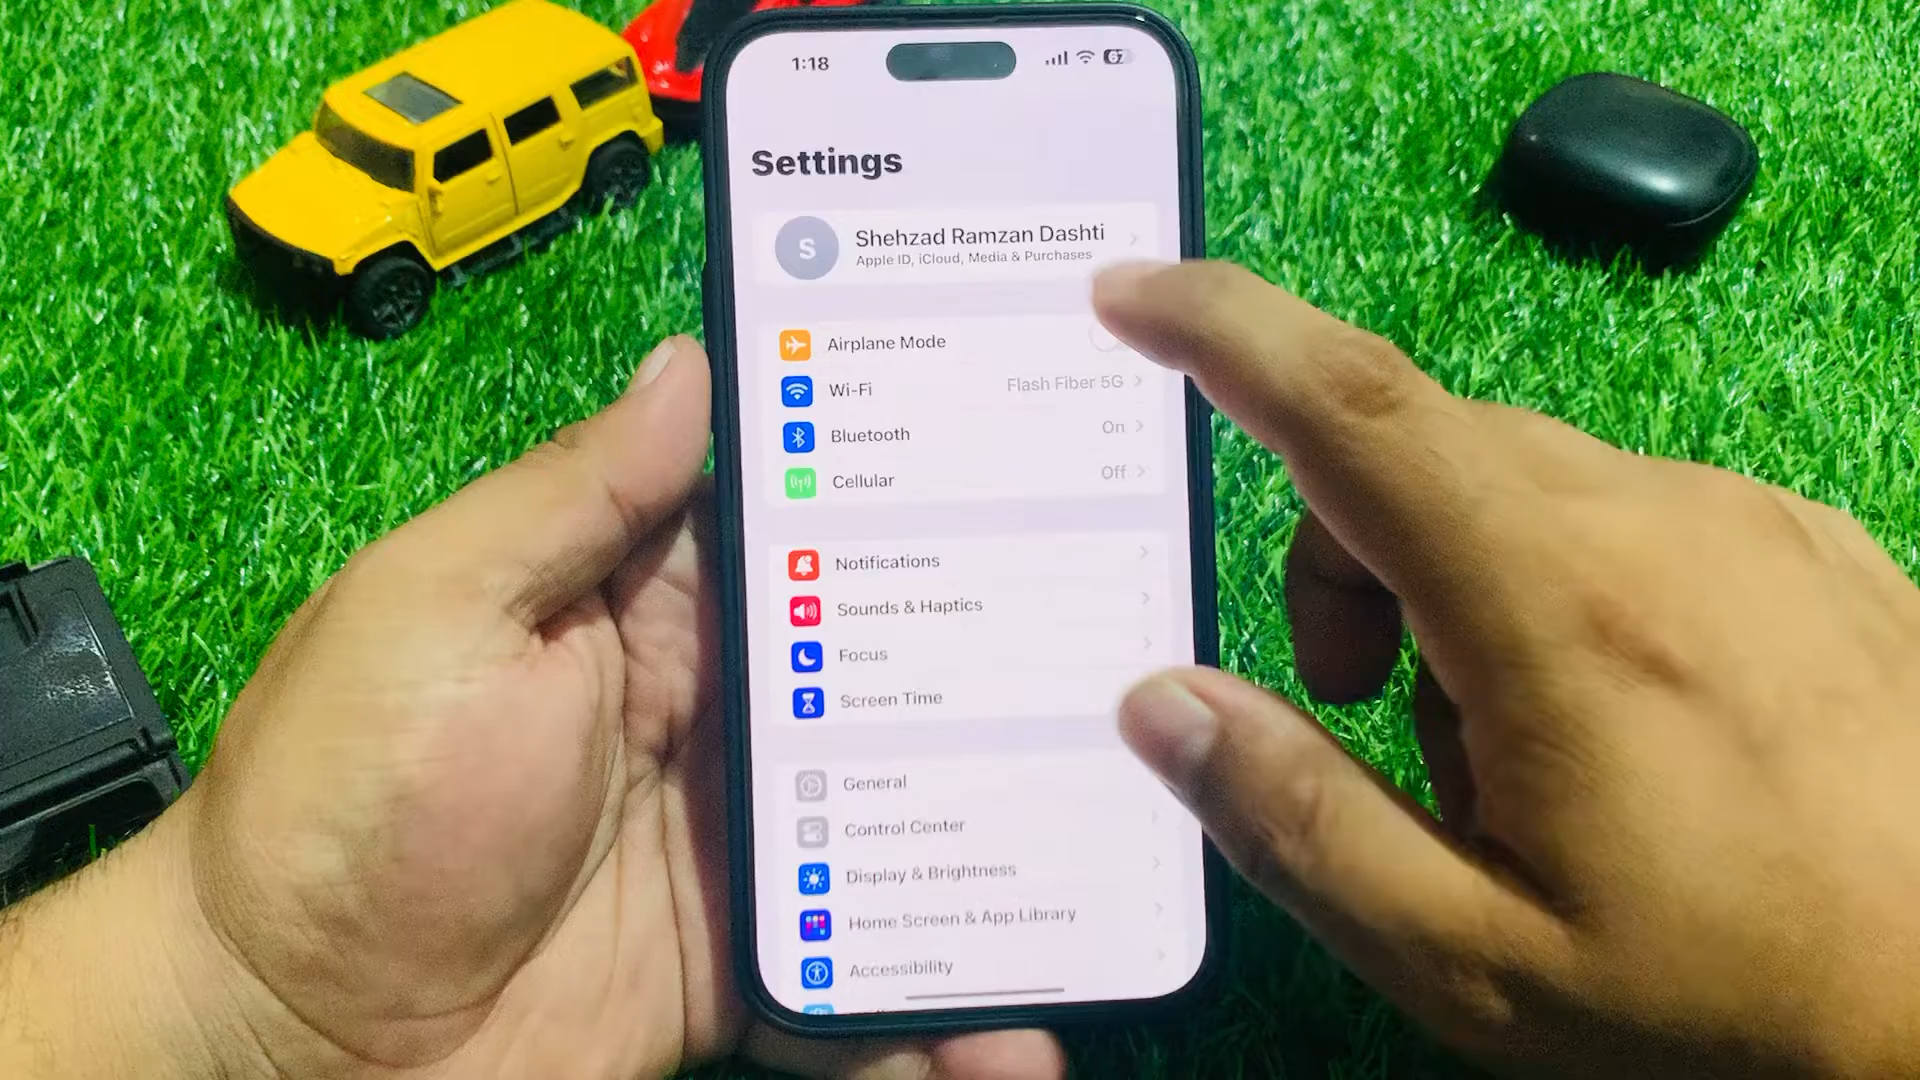 1:18
67
Settings
S
Shehzad Ramzan Dashti
Apple ID, iCloud, Media & Purchases
Airplane Mode
Wi-Fi
Flash Fiber 5G
Bluetooth
On
Cellular
Off
Notifications
Sounds & Haptics
Focus
Screen Time
General
Control Center
Display & Brightness
Home Screen & App Library
Accessibility